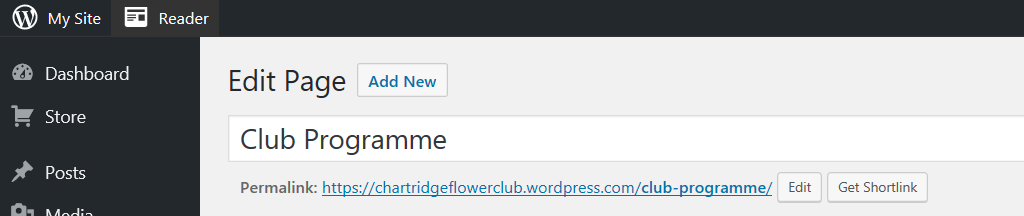 My Site Reader
Dashboard
Edit Page Add New
Store
Club Programme
Posts
Permalink: https://chartridgeflowerclub.wordpress.com/club-programme/ Edit Get Shortlink
Media